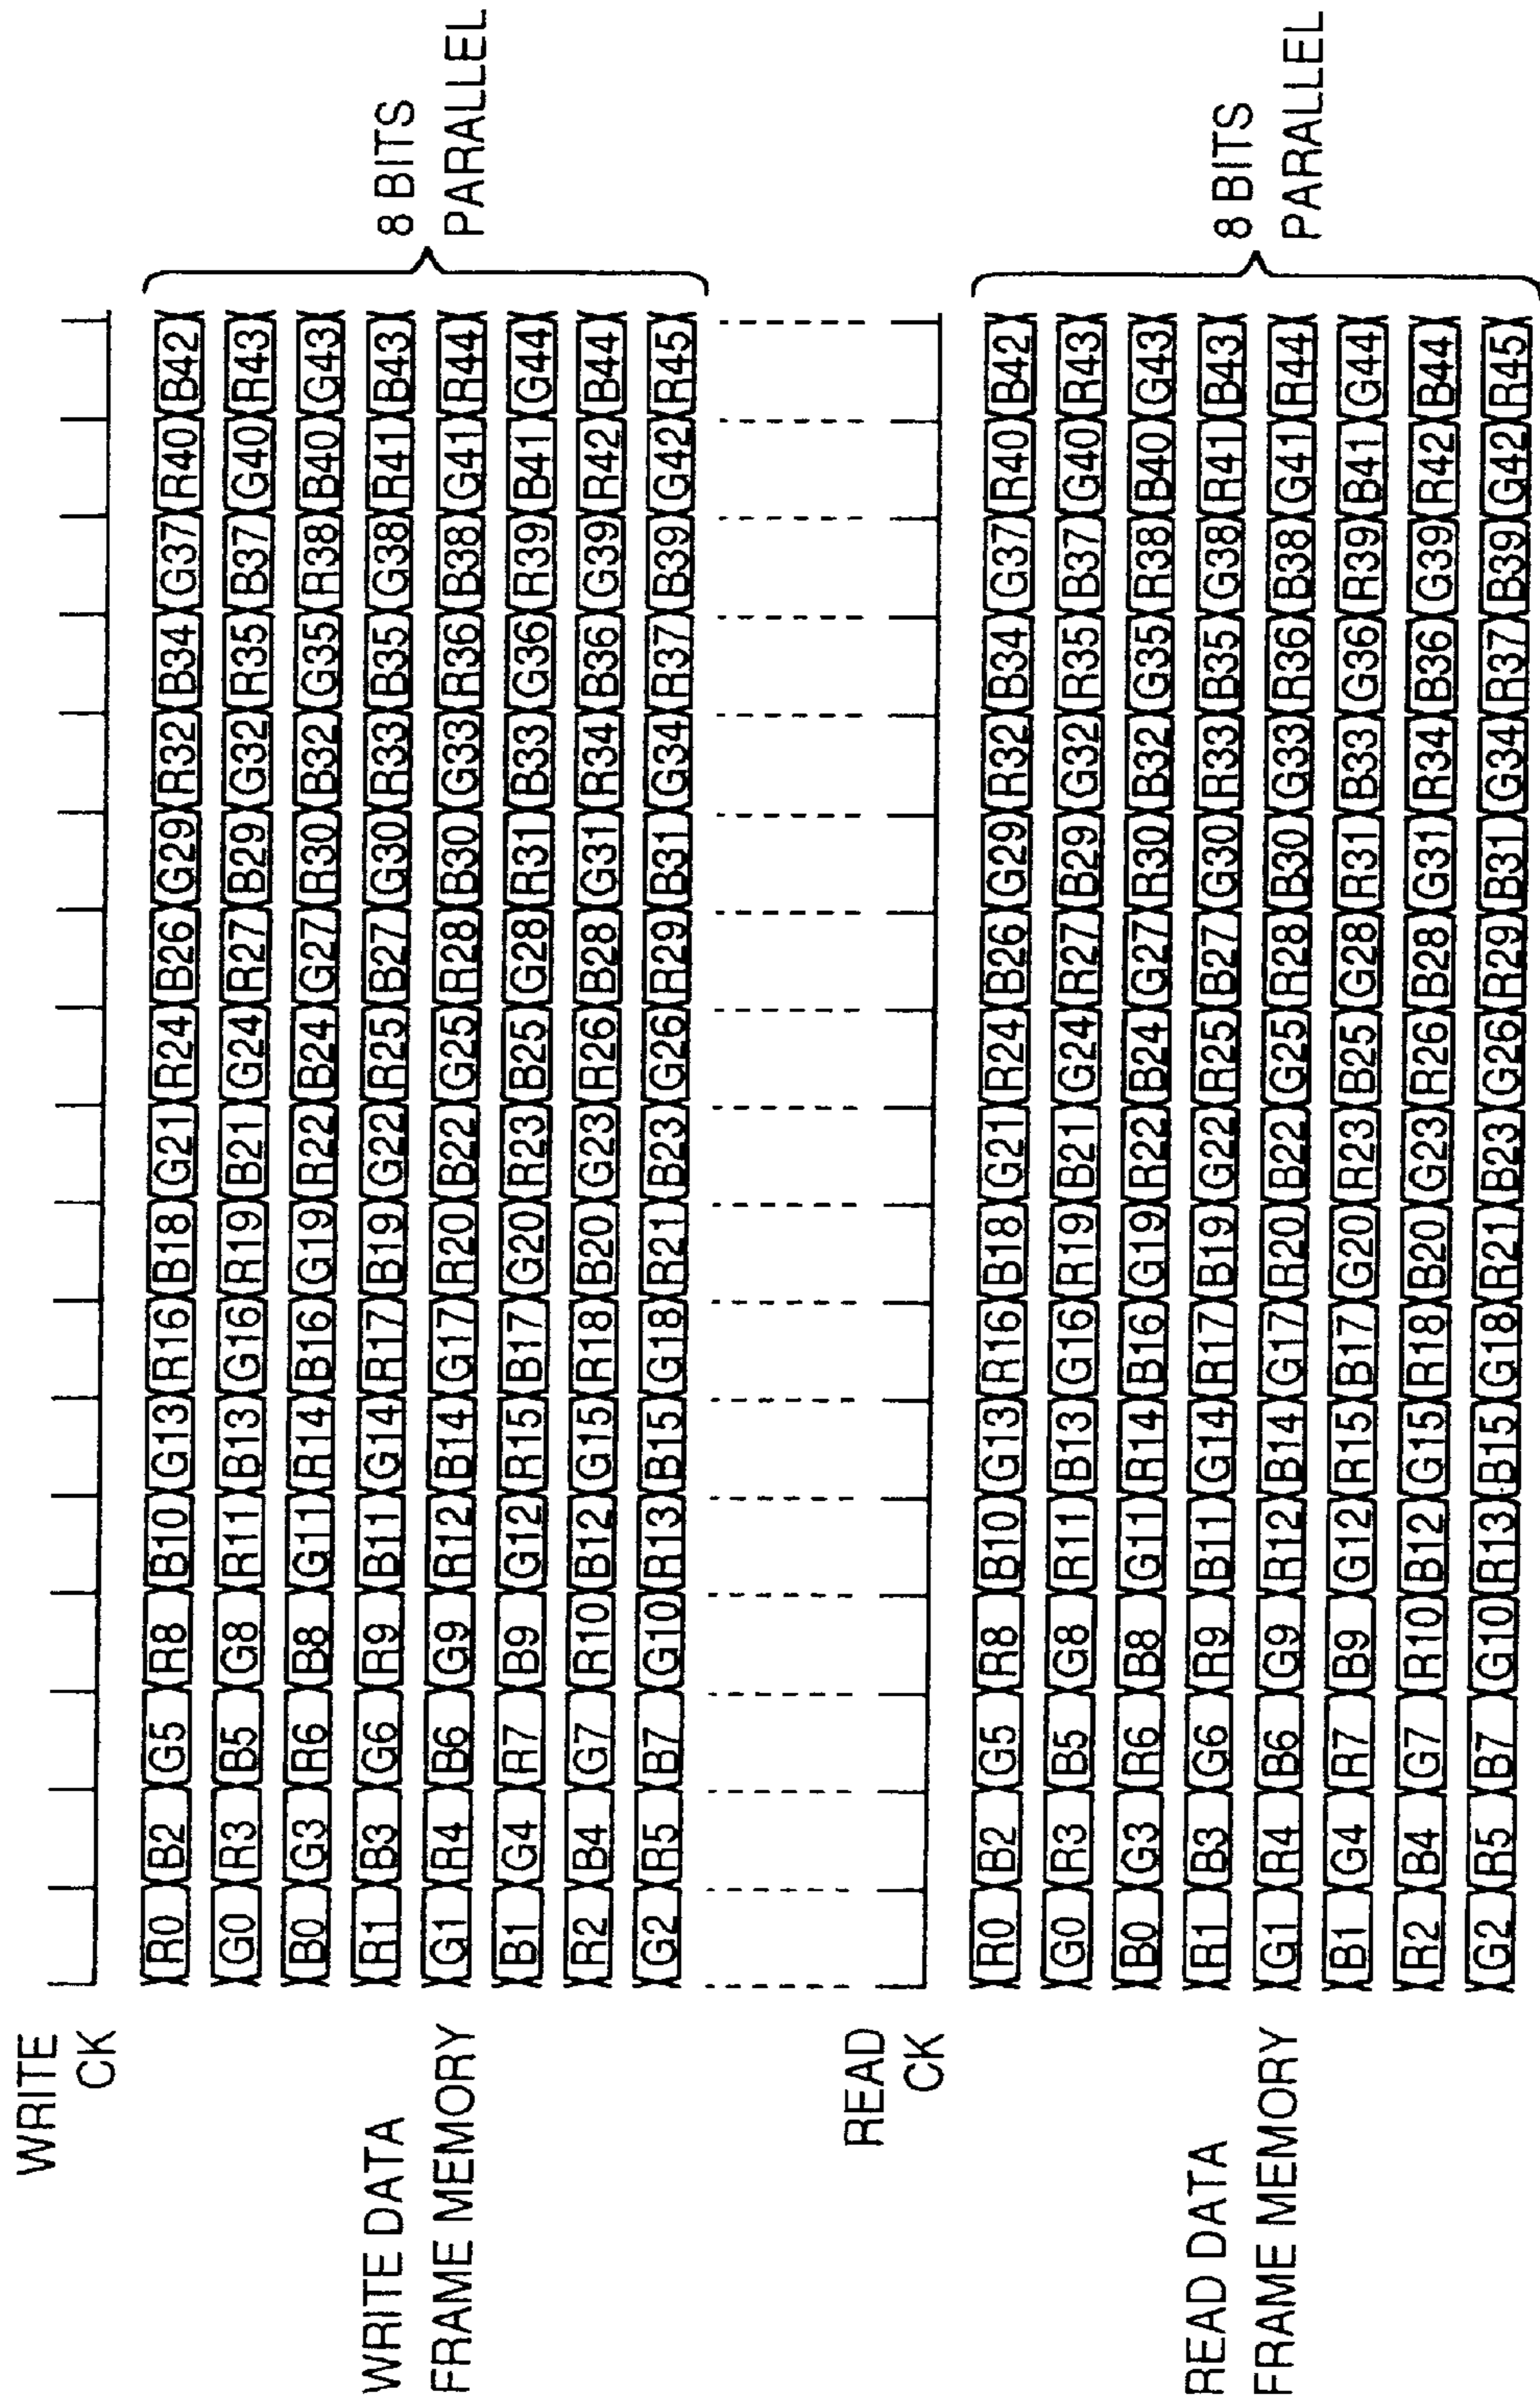 WRITE
CK
WRITE DATA
FRAME MEMORY
R0 B2 G5 R8 B10 G13 R16 B18 G21 R24 B26 G29 R32 B34 G37 R40 B42
G0 R3 B5 G8 R11 B13 G16 R19 B21 G24 R27 B29 G32 R35 B37 G40 R43
B0 G3 R6 B8 G11 R14 B16 G19 R22 B24 G27 R30 B32 G35 R38 B40 G43
R1 B3 G6 R9 B11 G14 R17 B19 G22 R25 B27 G30 R33 B35 G38 R41 B43
G1 R4 B6 G9 R12 B14 G17 R20 B22 G25 R28 B30 G33 R36 B38 G41 R44
B1 G4 R7 B9 G12 R15 B17 G20 R23 B25 G28 R31 B33 G36 R39 B41 G44
R2 B4 G7 R10 B12 G15 R18 B20 G23 R26 B28 G31 R34 B36 G39 R42 B44
G2 R5 B7 G10 R13 B15 G18 R21 B23 G26 R29 B31 G34 R37 B39 G42 R45
8 BITS
PARALLEL
READ
CK
READ DATA
FRAME MEMORY
R0 B2 G5 R8 B10 G13 R16 B18 G21 R24 B26 G29 R32 B34 G37 R40 B42
G0 R3 B5 G8 R11 B13 G16 R19 B21 G24 R27 B29 G32 R35 B37 G40 R43
B0 G3 R6 B8 G11 R14 B16 G19 R22 B24 G27 R30 B32 G35 R38 B40 G43
R1 B3 G6 R9 B11 G14 R17 B19 G22 R25 B27 G30 R33 B35 G38 R41 B43
G1 R4 B6 G9 R12 B14 G17 R20 B22 G25 R28 B30 G33 R36 B38 G41 R44
B1 G4 R7 B9 G12 R15 B17 G20 R23 B25 G28 R31 B33 G36 R39 B41 G44
R2 B4 G7 R10 B12 G15 R18 B20 G23 R26 B28 G31 R34 B36 G39 R42 B44
G2 R5 B7 G10 R13 B15 G18 R21 B23 G26 R29 B31 G34 R37 B39 G42 R45
8 BITS
PARALLEL